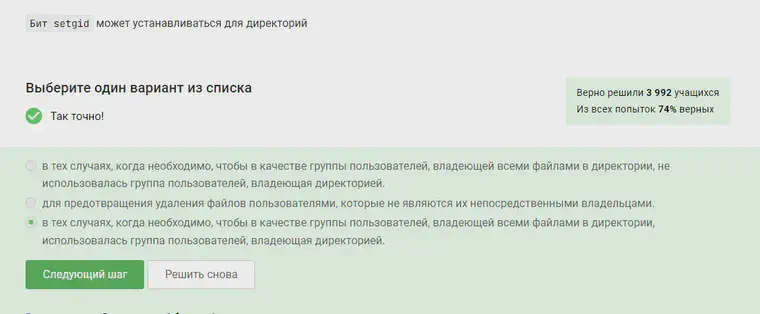 Бит setgid может устанавливаться для директорий
Выберите один вариант из списка
Так точно!
Верно решили 3 992 учащихся
Из всех попыток 74% верных
в тех случаях, когда необходимо, чтобы в качестве группы пользователей, владеющей всеми файлами в директории, не
использовалась группа пользователей, владеющая директорией.
для предотвращения удаления файлов пользователями, которые не являются их непосредственными владельцами.
в тех случаях, когда необходимо, чтобы в качестве группы пользователей, владеющей всеми файлами в директории,
использовалась группа пользователей, владеющая директорией.
Следующий шаг
Решить снова